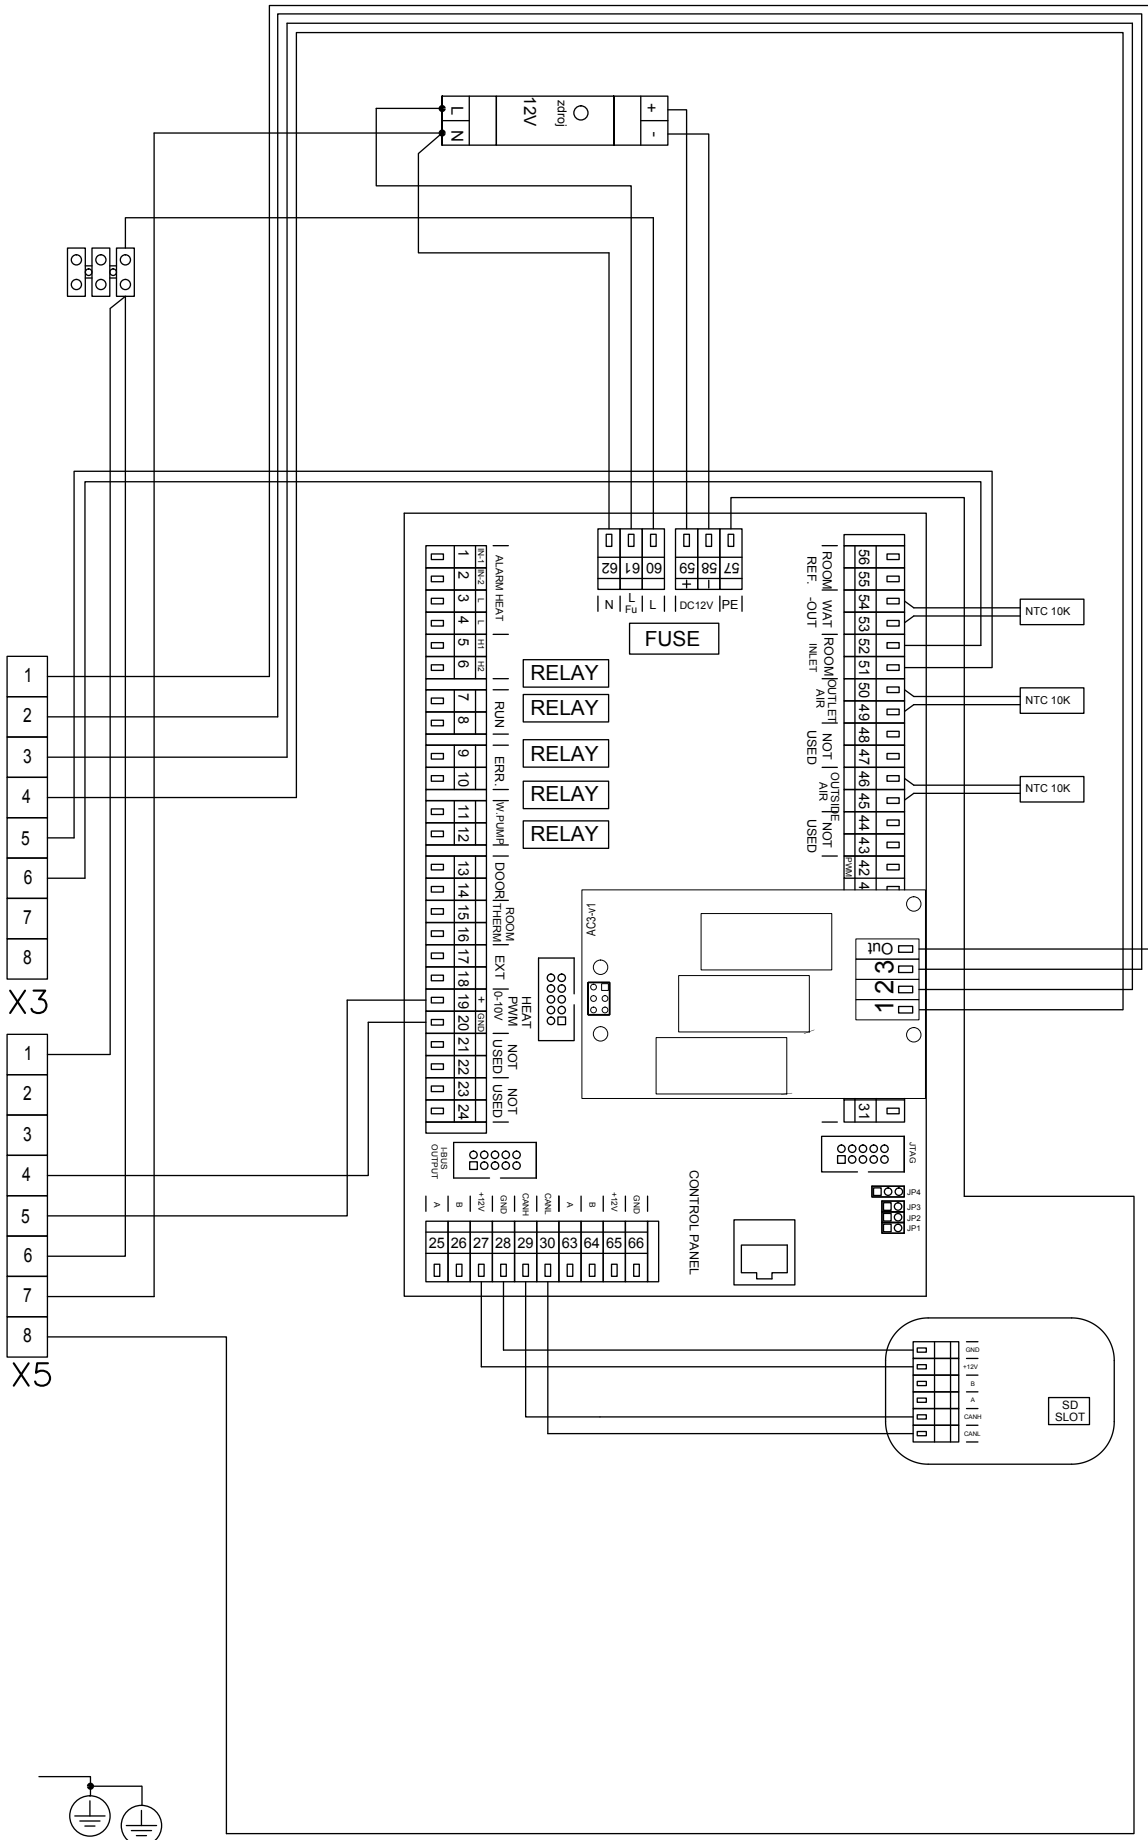 L
N
12V
zdroj
+
-
62
61
60
59
58
57
+
-
N
L
Fu
L
DC12V
PE
FUSE
RELAY
RELAY
RELAY
RELAY
RELAY
1 IN-1
2 IN-2
3 L
4 L
5 H1
6 H2
7
8
9
10
11
12
13
14
15
16
17
18
19 +
20 GND
21
22
23
24
ALARM HEAT
RUN
ERR.
W.PUMP
DOOR
ROOM
THERM
EXT
HEAT
PWM
0-10V
NOT
USED
NOT
USED
56
55
54
53
52
51
50
49
48
47
46
45
44
43
42
4
PWM
31
ROOM
REF.
WAT
-OUT
ROOM
INLET
OUTLET
AIR
NOT
USED
OUTSIDE
AIR
NOT
USED
NTC 10K
NTC 10K
NTC 10K
AC3-v1
Out
3
2
1
I-BUS
OUTPUT
JTAG
JP4
JP3
JP2
JP1
CONTROL PANEL
A
B
+12V
GND
CANH
CANL
A
B
+12V
GND
25
26
27
28
29
30
63
64
65
66
GND
+12V
B
A
CANH
CANL
SD
SLOT
1
2
3
4
5
6
7
8
X3
1
2
3
4
5
6
7
8
X5